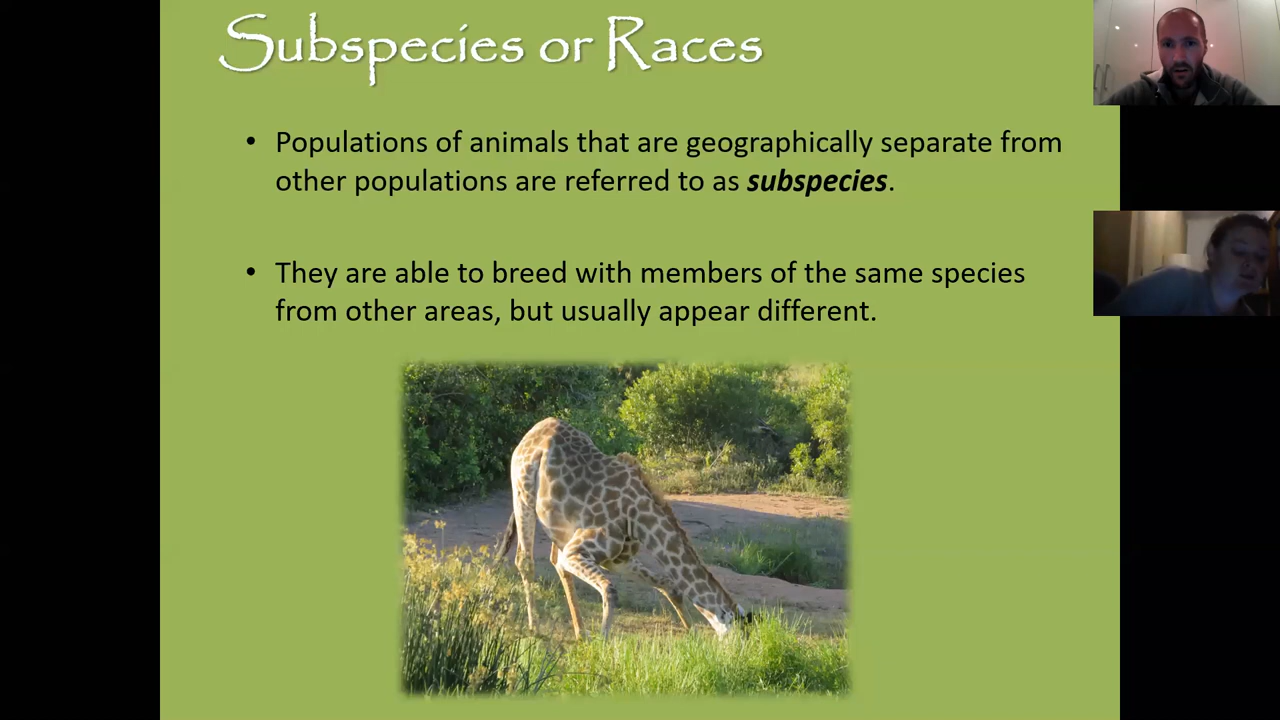 Subspecies or Races
• Populations of animals that are geographically separate from
other populations are referred to as subspecies.
• They are able to breed with members of the same species
from other areas, but usually appear different.